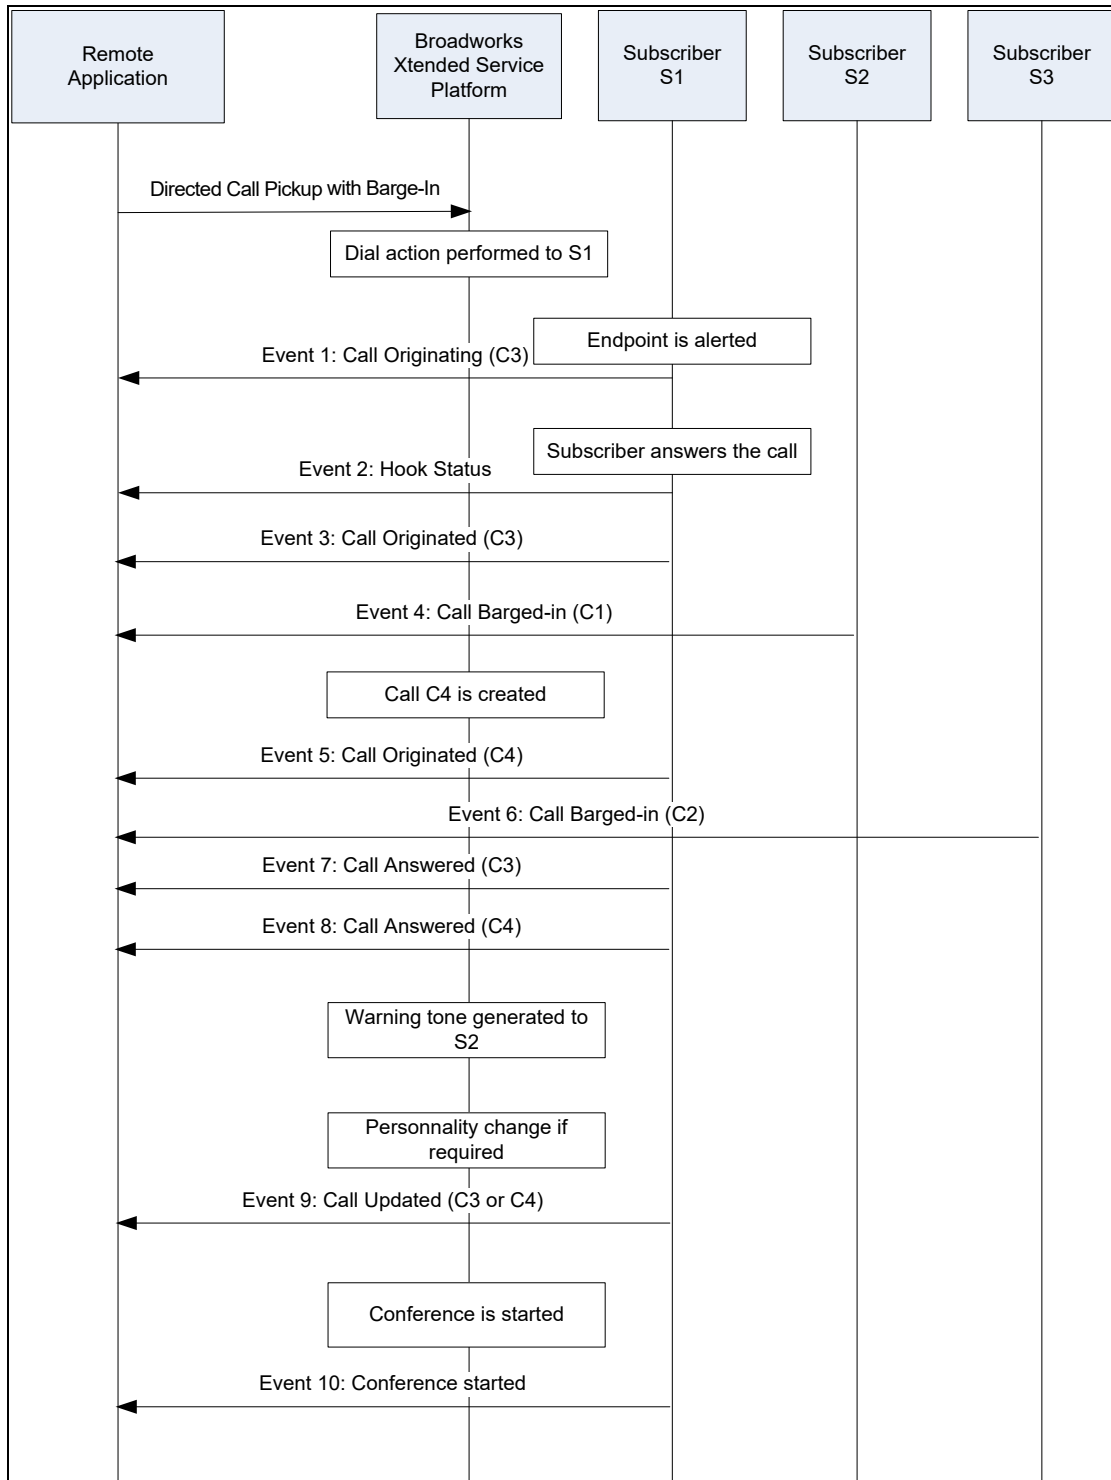 Remote
Application
Broadworks
Xtended Service
Platform
Subscriber
S1
Subscriber
S2
Subscriber
S3
Directed Call Pickup with Barge-In
Dial action performed to S1
Endpoint is alerted
Event 1: Call Originating (C3)
Subscriber answers the call
Event 2: Hook Status
Event 3: Call Originated (C3)
Event 4: Call Barged-in (C1)
Call C4 is created
Event 5: Call Originated (C4)
Event 6: Call Barged-in (C2)
Event 7: Call Answered (C3)
Event 8: Call Answered (C4)
Warning tone generated to
S2
Personnality change if
required
Event 9: Call Updated (C3 or C4)
Conference is started
Event 10: Conference started